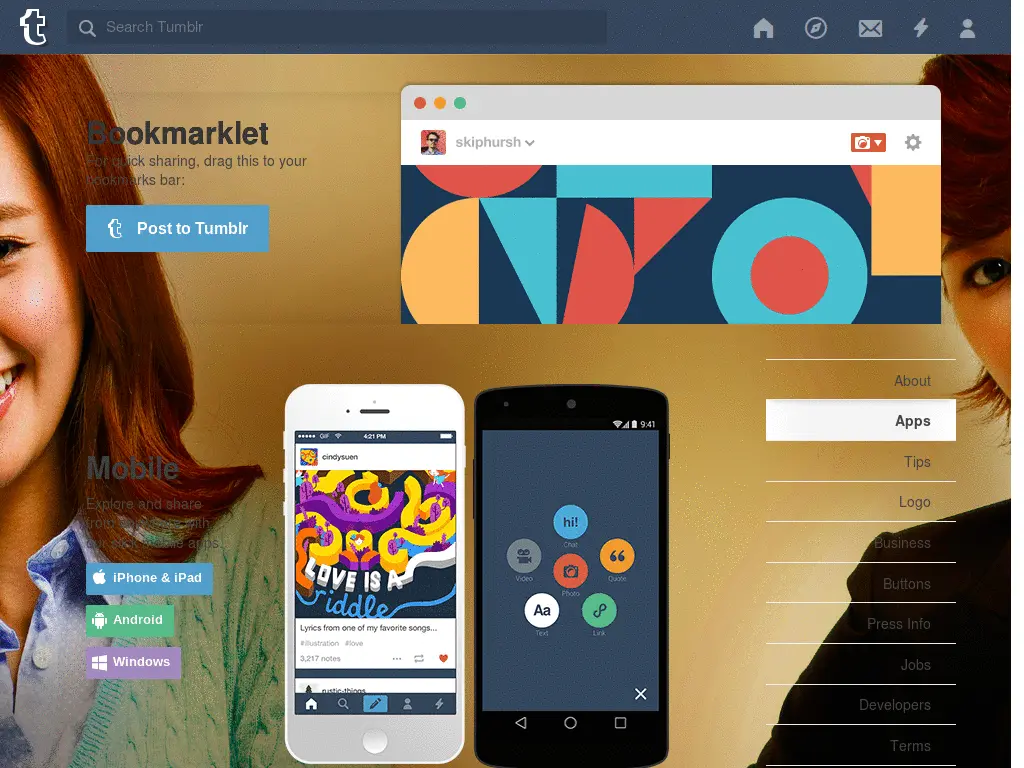 Search Tumblr
Bookmarklet
For quick sharing, drag this to your
bookmarks bar:
Post to Tumblr
skiphursh
About
Apps
Tips
Logo
Business
Buttons
Press Info
Jobs
Developers
Terms
Mobile
Explore and share
from anywhere with
our
apps.
iPhone & iPad
Android
Windows
GIF
4:21 PM
cindysuen
LOVE IS A
riddle
Lyrics from one of my favorite songs...
#illustration #love
3,217 notes
rustic-things
9:41
hi!
Chat
Video
Quote
Photo
Aa
Text
Link